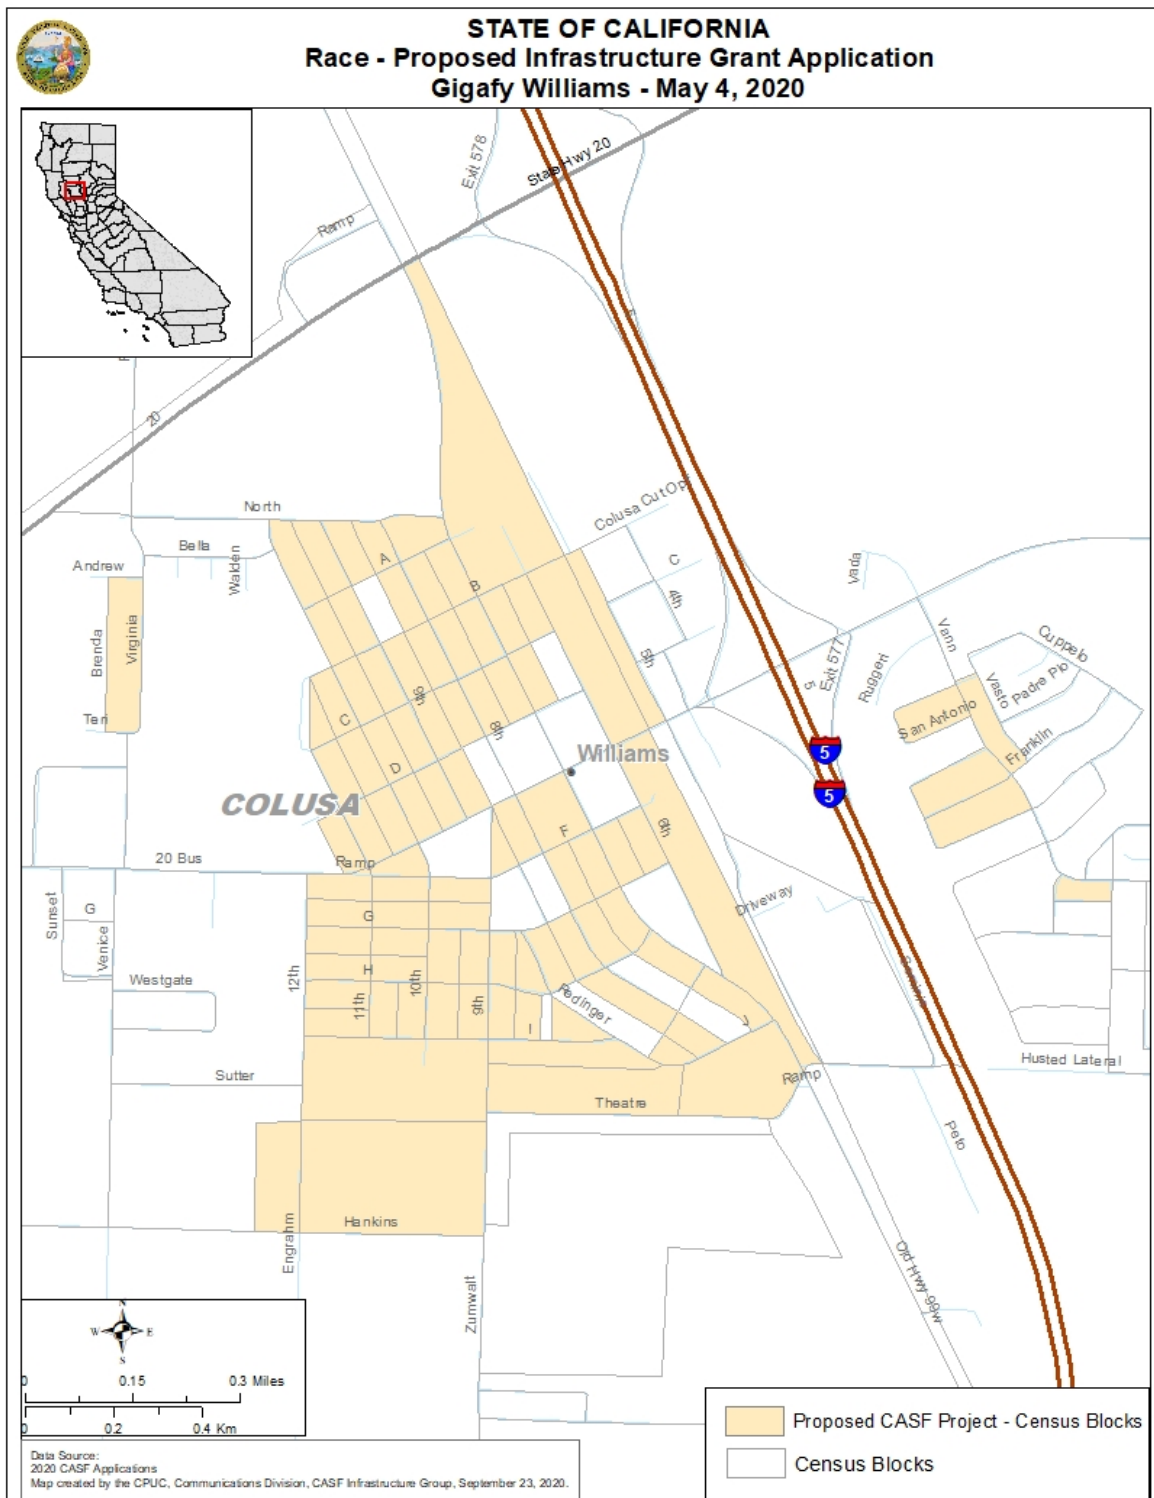 STATE OF CALIFORNIA
Race - Proposed Infrastructure Grant Application
Gigafy Williams - May 4, 2020
Exit 578
State Hwy 20
Ramp
20
North
Colusa Cut Opf
Bella
Walden
Andrew
A
B
C
4th
Vada
Brenda
Virginia
5th
Exit 577
5
Ruggeri
Vann
Cuppelo
Padre Pio
Vasto
Teri
C
9th
8th
San Antonio
Franklin
D
Williams
5
5
COLUSA
F
6th
20 Bus
Ramp
Sunset
G
Venice
G
Driveway
Westgate
12th
H
11th
10th
9th
I
Redinger
J
Husted Lateral
Sutter
Ramp
Theatre
Peto
Hankins
Engrahm
Zumwalt
Old Hwy 99w
N
W
E
S
0 0.15 0.3 Miles
0 0.2 0.4 Km
Proposed CASF Project - Census Blocks
Census Blocks
Data Source:
2020 CASF Applications
Map created by the CPUC, Communications Division, CASF Infrastructure Group, September 23, 2020.